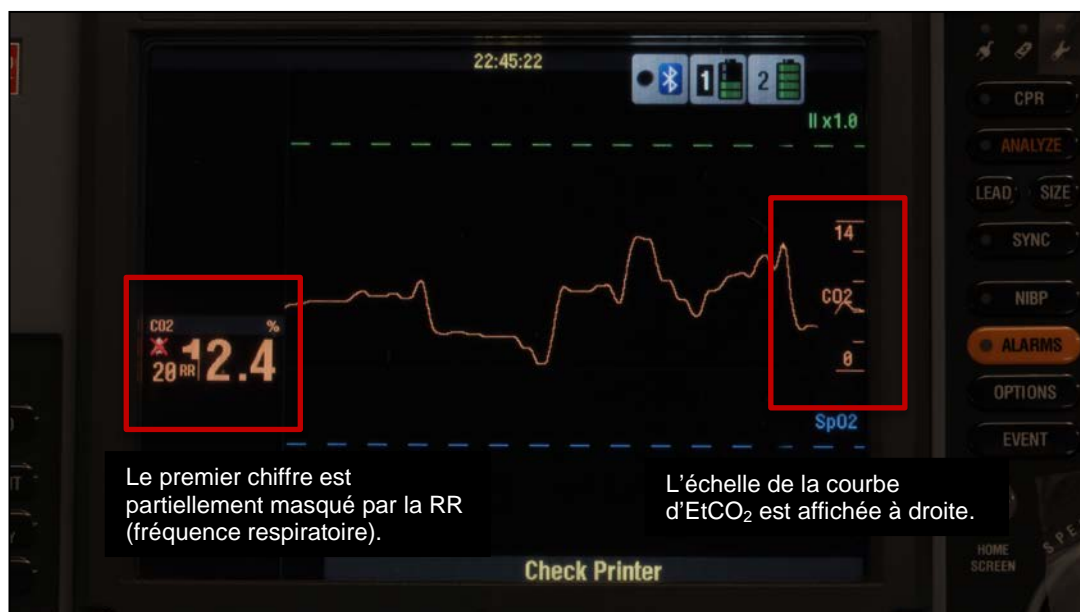 22:45:22
1
2
II x1.0
CPR
ANALYZE
LEAD
SIZE
SYNC
14
CO2
0
NIBP
ALARMS
CO2 %
20 RR 12.4
OPTIONS
SpO2
EVENT
Le premier chiffre est
partiellement masqué par la RR
(fréquence respiratoire).
L'échelle de la courbe
d'EtCO₂ est affichée à droite.
HOME
SCREEN
Check Printer